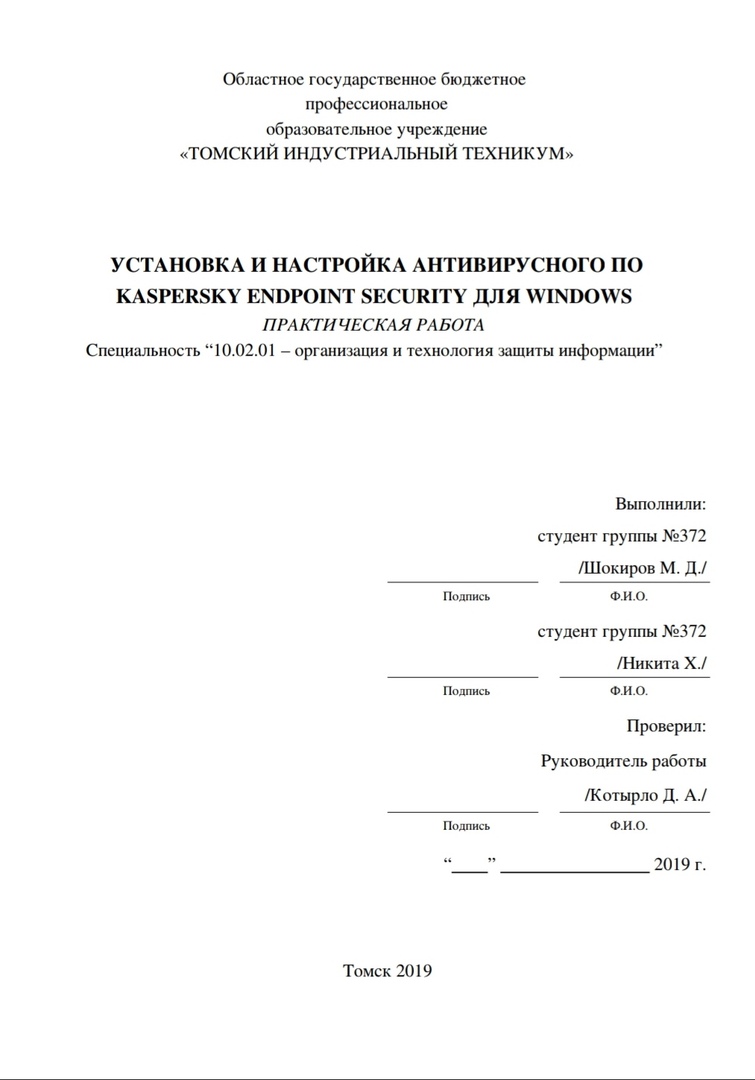 Областное государственное бюджетное
профессиональное
образовательное учреждение
«ТОМСКИЙ ИНДУСТРИАЛЬНЫЙ ТЕХНИКУМ»
УСТАНОВКА И НАСТРОЙКА АНТИВИРУСНОГО ПО
KASPERSKY ENDPOINT SECURITY ДЛЯ WINDOWS
ПРАКТИЧЕСКАЯ РАБОТА
Специальность “10.02.01 – организация и технология защиты информации”
Выполнили:
студент группы №372
/Шокиров М. Д./
Подпись Ф.И.О.
студент группы №372
/Никита Х./
Подпись Ф.И.О.
Проверил:
Руководитель работы
/Котырло Д. А./
Подпись Ф.И.О.
“____” ________________ 2019 г.
Томск 2019